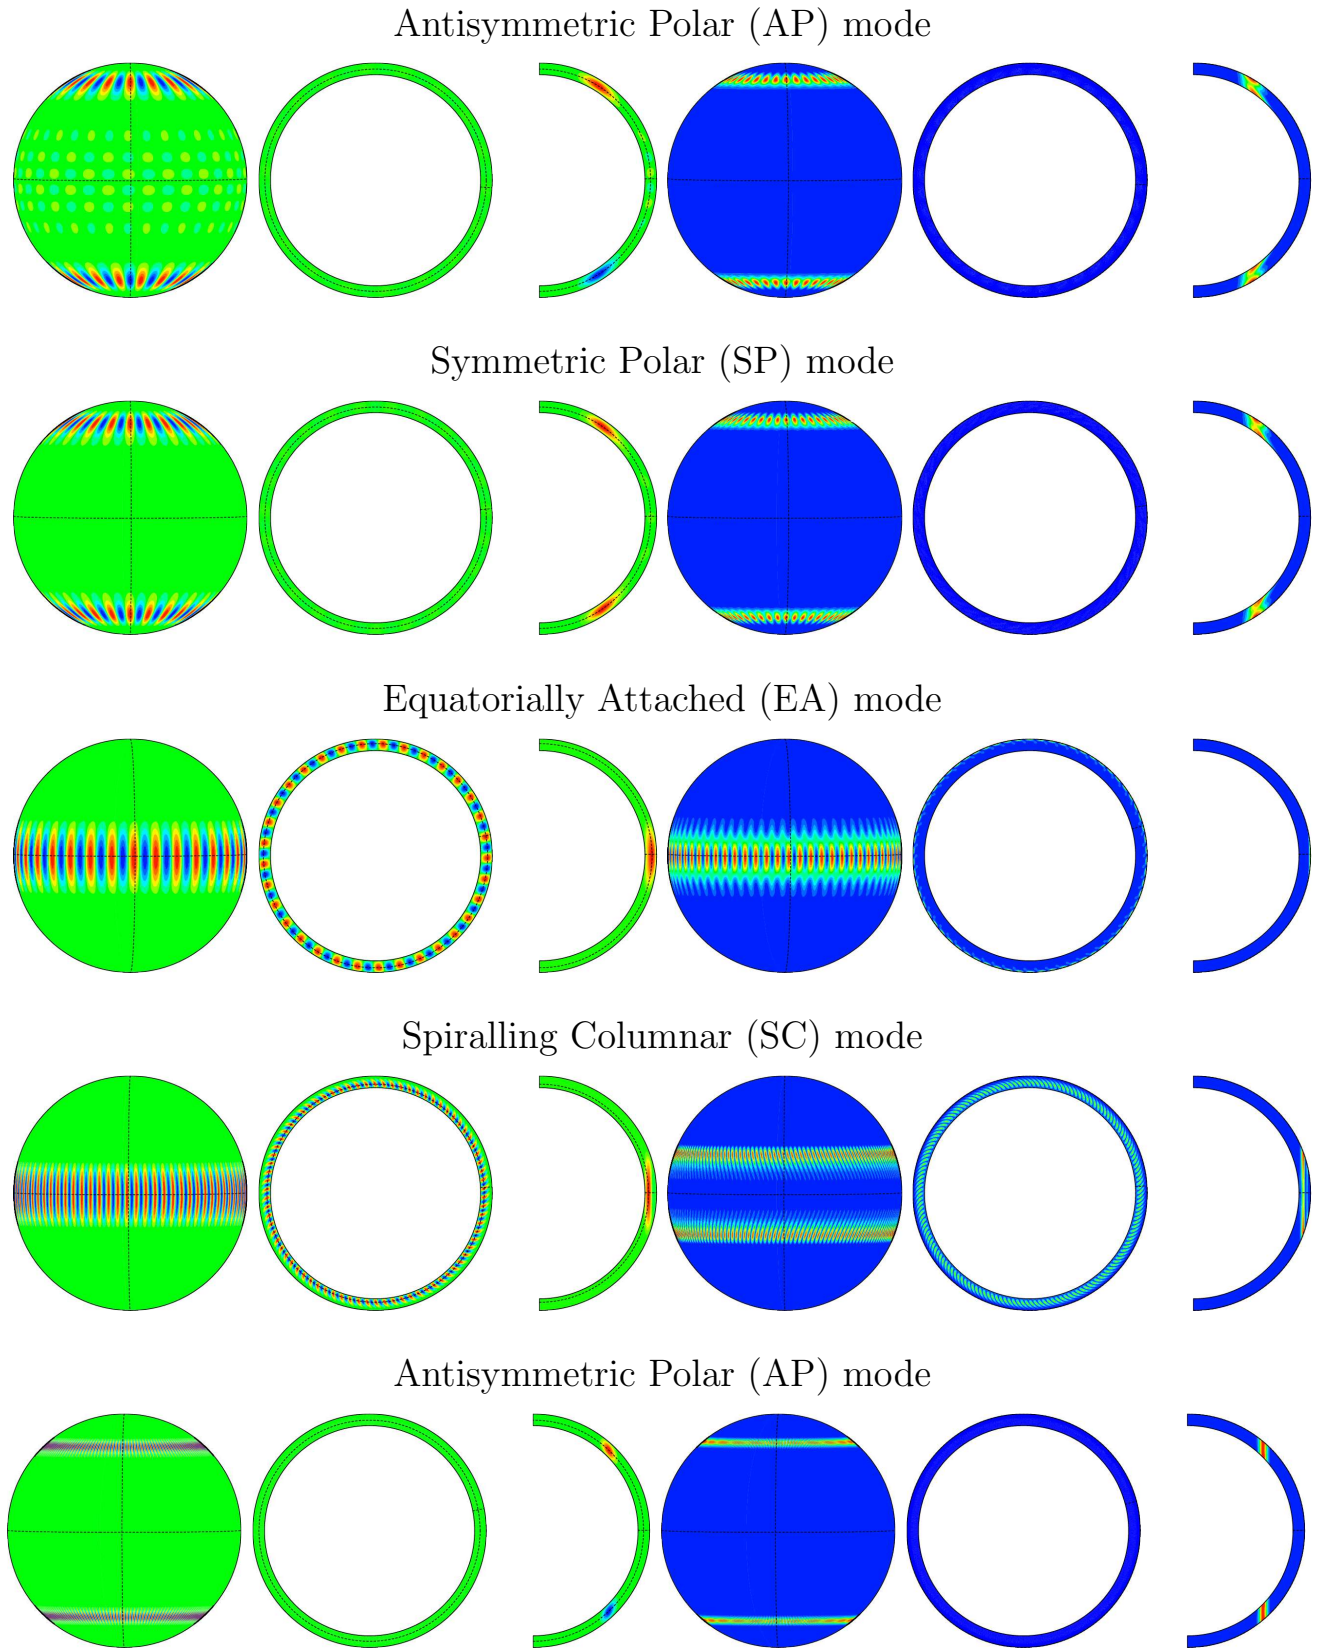 Antisymmetric Polar (AP) mode
Symmetric Polar (SP) mode
Equatorially Attached (EA) mode
Spiralling Columnar (SC) mode
Antisymmetric Polar (AP) mode